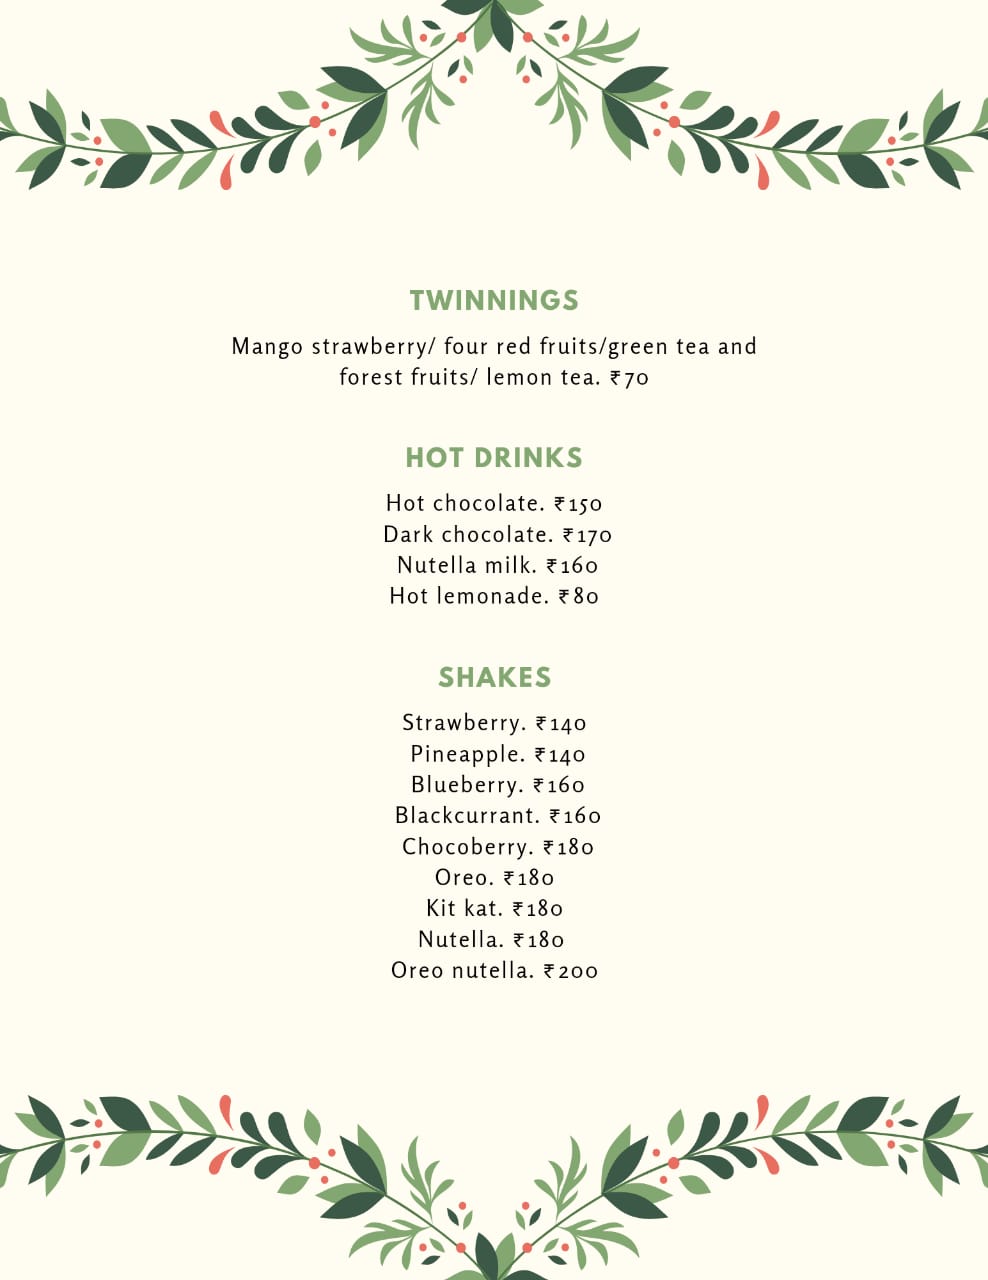 TWINNINGS
Mango strawberry/ four red fruits/green tea and
forest fruits/ lemon tea. ₹70
HOT DRINKS
Hot chocolate. ₹150
Dark chocolate. ₹170
Nutella milk. ₹160
Hot lemonade. ₹80
SHAKES
Strawberry. ₹140
Pineapple. ₹140
Blueberry. ₹160
Blackcurrant. ₹160
Chocoberry. ₹180
Oreo. ₹180
Kit kat. ₹180
Nutella. ₹180
Oreo nutella. ₹200